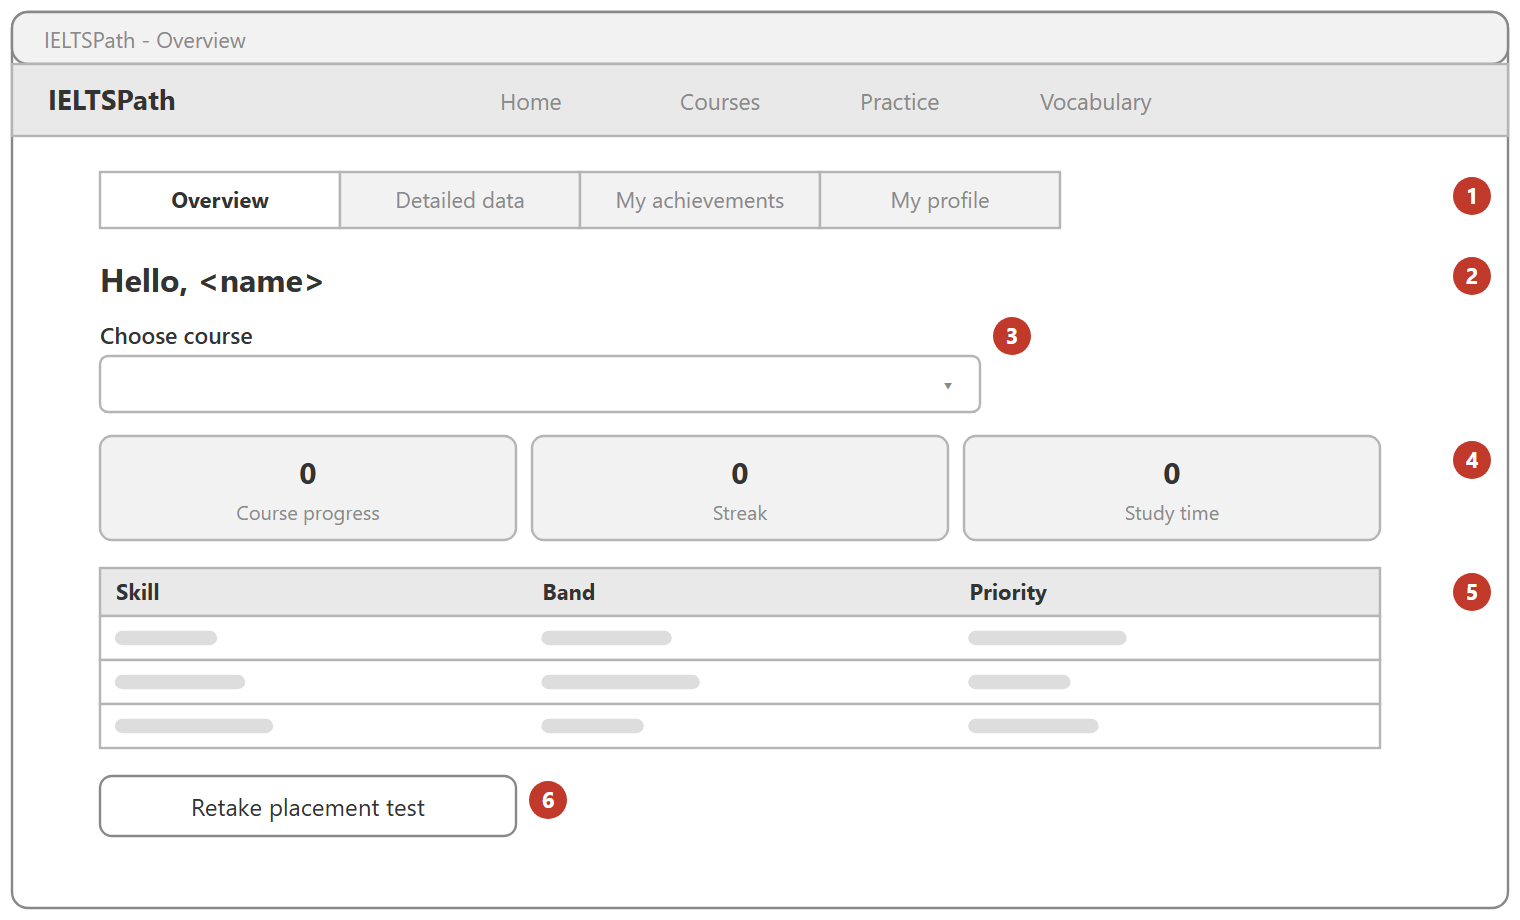 IELTSPath - Overview
IELTSPath Home Courses Practice Vocabulary
Overview Detailed data My achievements My profile 1
Hello, <name> 2
Choose course 3
0 0 0 4
Course progress Streak Study time
Skill Band Priority 5
Retake placement test 6